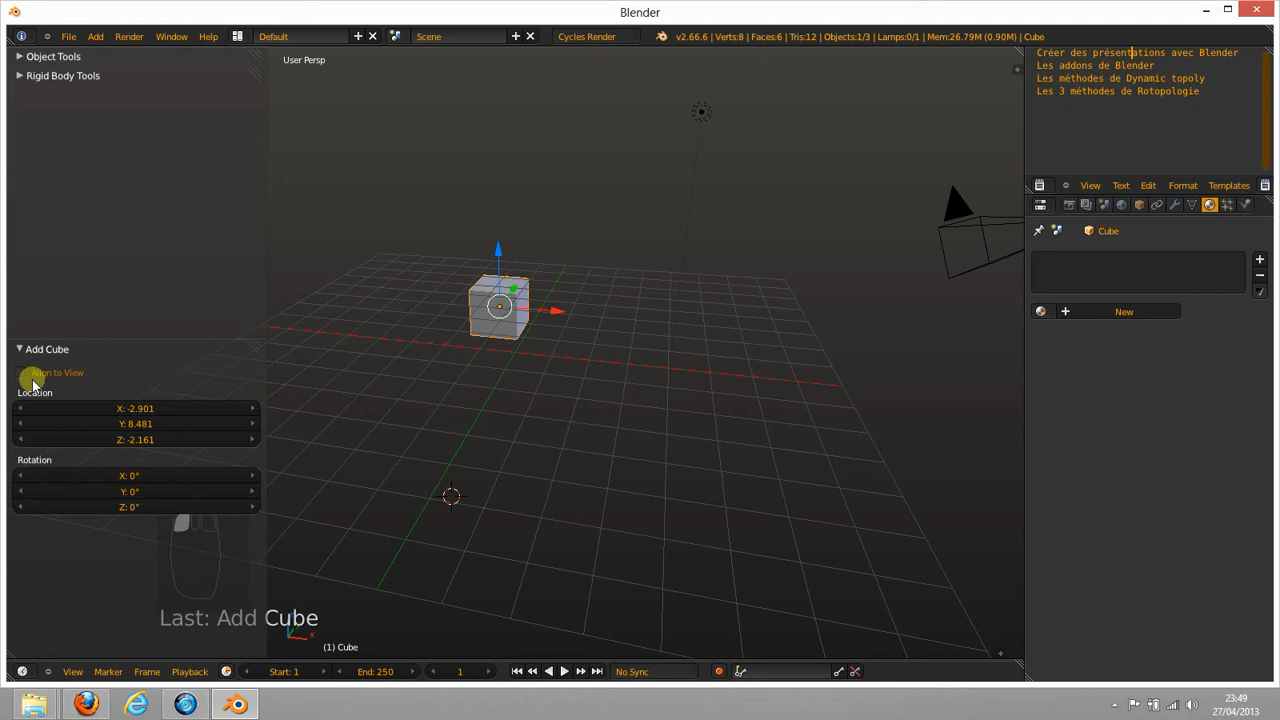 Blender
File Add Render Window Help Default Scene Cycles Render v2.66.6 | Verts:8 | Faces:6 | Tris:12 | Objects:1/3 | Lamps:0/1 | Mem:26.79M (0.90M) | Cube
Object Tools
Rigid Body Tools
User Persp
Créer des présentations avec Blender
Les addons de Blender
Les méthodes de Dynamic topoly
Les 3 méthodes de Rotopologie
View Text Edit Format Templates
Cube
New
Add Cube
Align to View
Location
X: -2.901
Y: 8.481
Z: -2.161
Rotation
X: 0°
Y: 0°
Z: 0°
Last: Add Cube
x
(1) Cube
View Marker Frame Playback Start: 1 End: 250 1 No Sync
23:49
27/04/2013